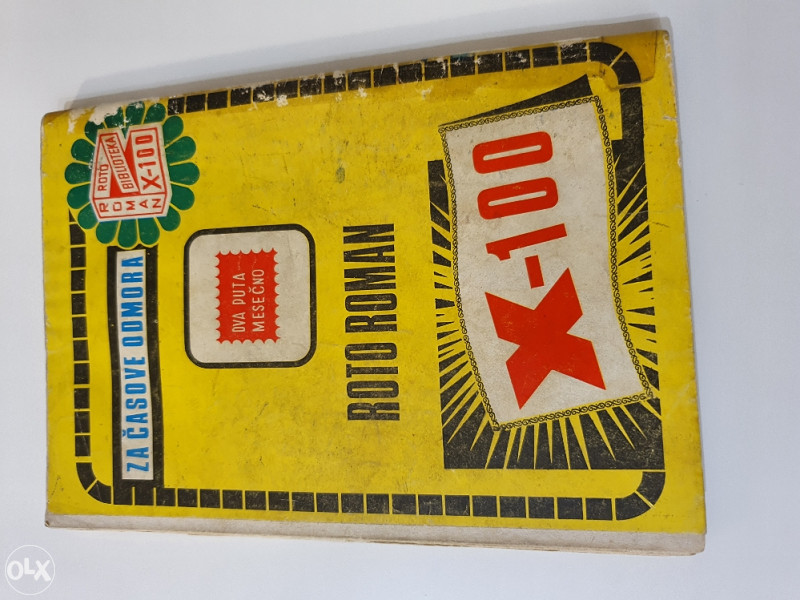 ZA ČASOVE ODMORA
ROTO
BIBLIOTEKA
X-100
ROMAN
DVA PUTA
MESEČNO
ROTO ROMAN
X-100
OLX